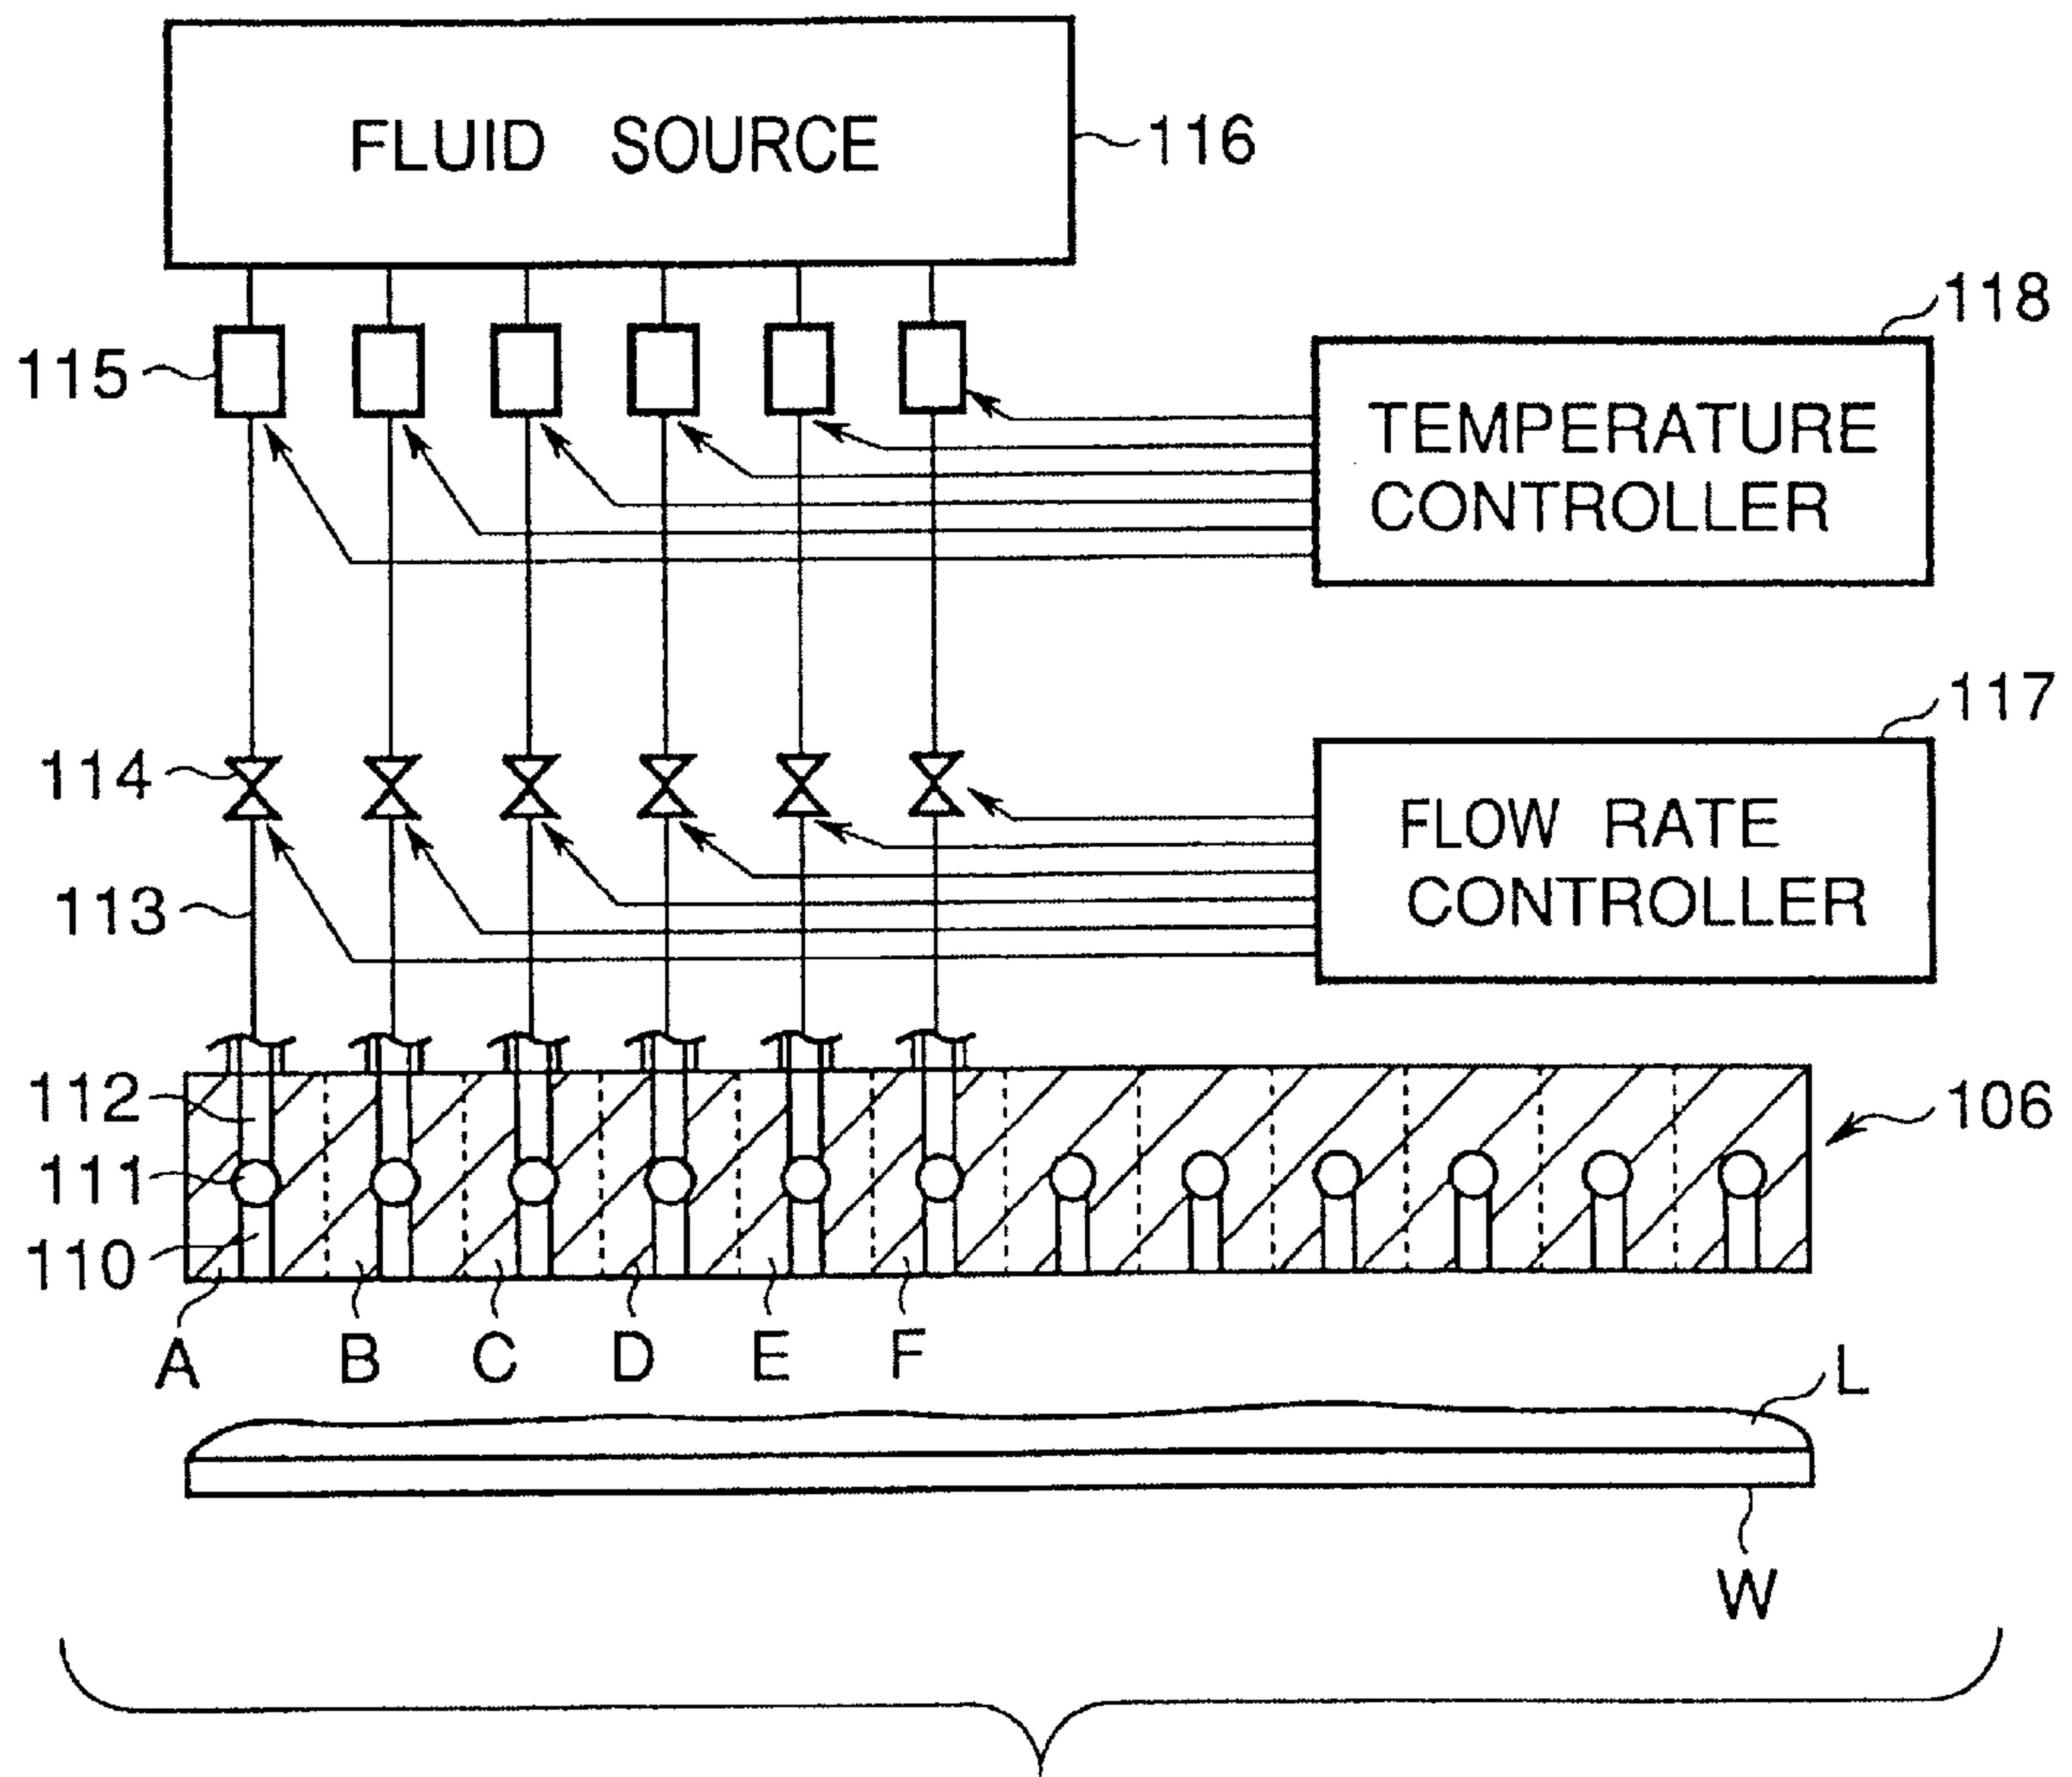 FLUID SOURCE
116
118
115
TEMPERATURE
CONTROLLER
117
114
FLOW RATE
CONTROLLER
113
112
106
111
110
A
B
C
D
E
F
L
W